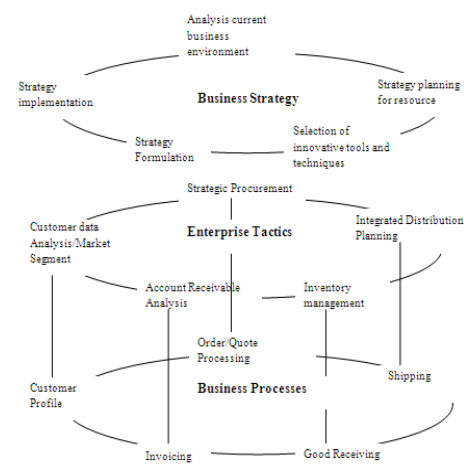 Analysis current
business
environment
Strategy
implementation
Business Strategy
Strategy planning
for resource
Strategy
Formulation
Selection of
innovative tools and
techniques
Strategic Procurement
Customer data
Analysis/Market
Segment
Enterprise Tactics
Integrated Distribution
Planning
Account Receivable
Analysis
Inventory
management
Order/Quote
Processing
Customer
Profile
Business Processes
Shipping
Invoicing
Good Receiving